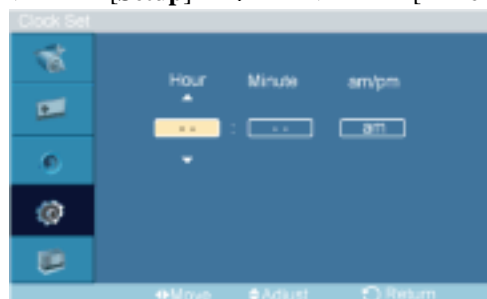 [Setup]
Clock Set
Hour Minute am/pm
-- : -- am
Move Adjust Return